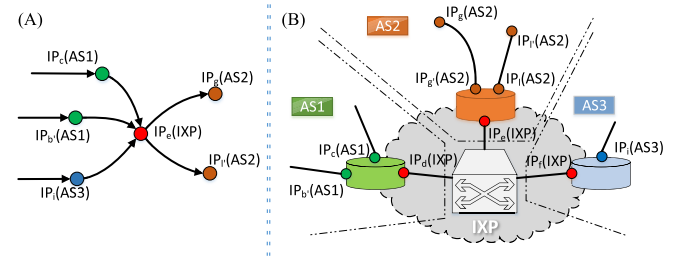 (A)
IPc(AS1)
IPg(AS2)
IPb'(AS1)
IPe(IXP)
IPi(AS3)
IPl'(AS2)
(B)
AS2
IPg(AS2)
IPl'(AS2)
IPg'(AS2)
IPl(AS2)
AS1
AS3
IPe(IXP)
IPc(AS1)
IPd(IXP)
IPf(IXP)
IPi(AS3)
IPb'(AS1)
IXP